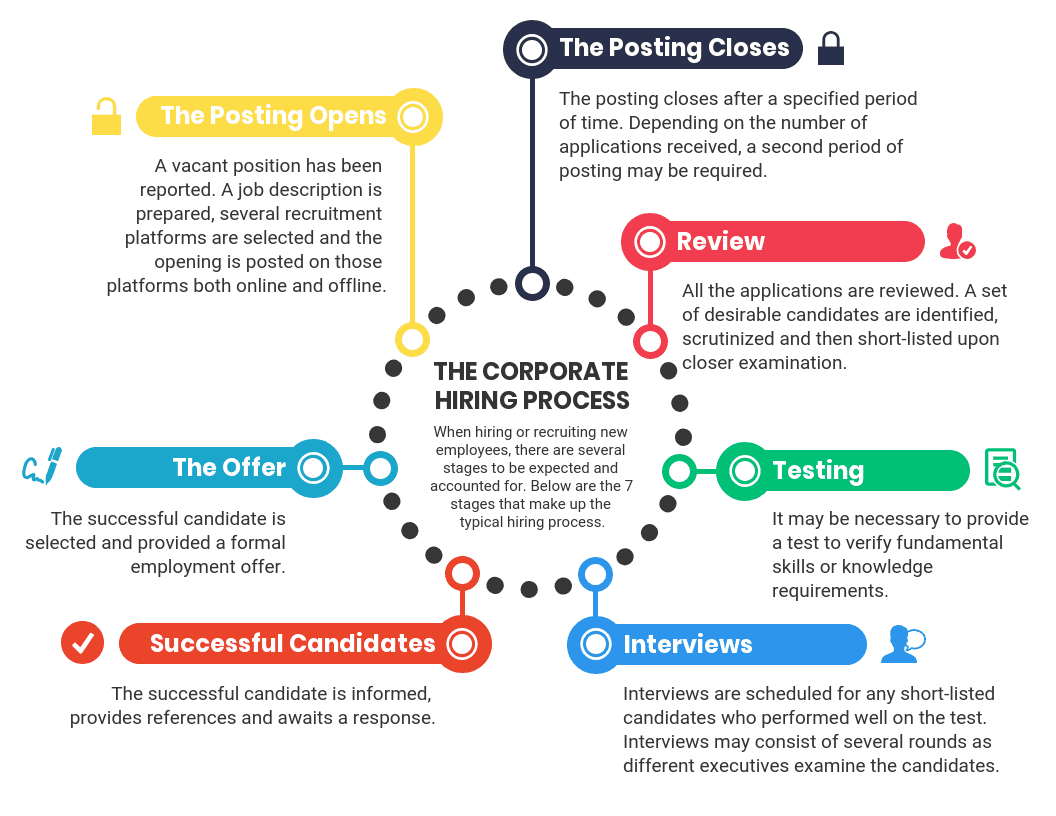 The Posting Closes
The posting closes after a specified period
of time. Depending on the number of
applications received, a second period of
posting may be required.
The Posting Opens
A vacant position has been
reported. A job description is
prepared, several recruitment
platforms are selected and the
opening is posted on those
platforms both online and offline.
Review
All the applications are reviewed. A set
of desirable candidates are identified,
scrutinized and then short-listed upon
closer examination.
THE CORPORATE
HIRING PROCESS
When hiring or recruiting new
employees, there are several
stages to be expected and
accounted for. Below are the 7
stages that make up the
typical hiring process.
The Offer
The successful candidate is
selected and provided a formal
employment offer.
Testing
It may be necessary to provide
a test to verify fundamental
skills or knowledge
requirements.
Successful Candidates
The successful candidate is informed,
provides references and awaits a response.
Interviews
Interviews are scheduled for any short-listed
candidates who performed well on the test.
Interviews may consist of several rounds as
different executives examine the candidates.